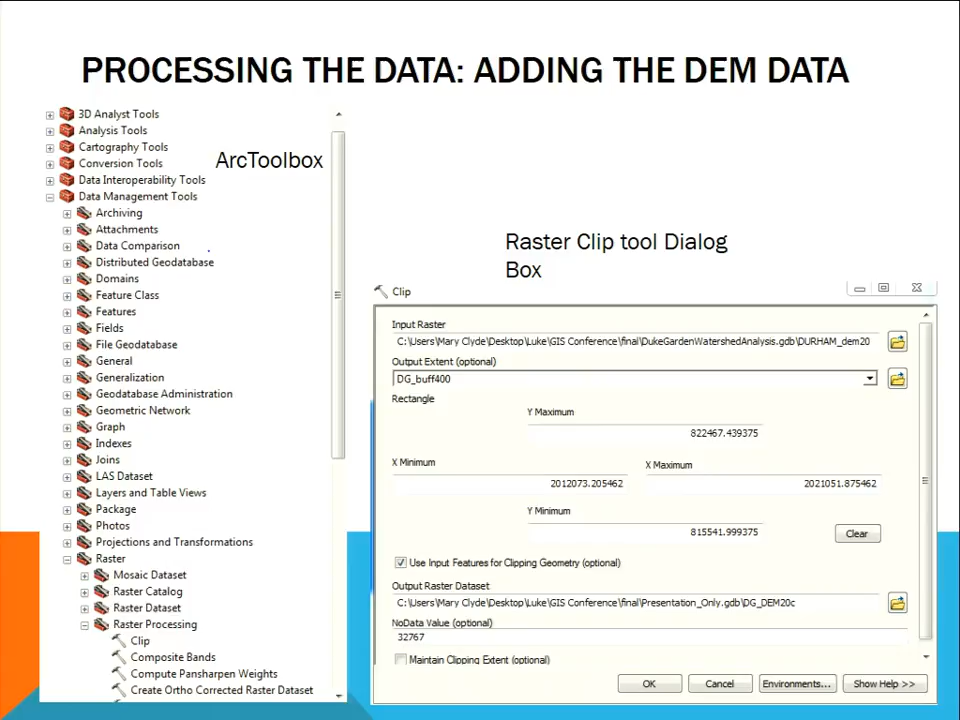 PROCESSING THE DATA: ADDING THE DEM DATA
3D Analyst Tools
Analysis Tools
Cartography Tools
Conversion Tools
Data Interoperability Tools
Data Management Tools
Archiving
Attachments
Data Comparison
Distributed Geodatabase
Domains
Feature Class
Features
Fields
File Geodatabase
General
Generalization
Geodatabase Administration
Geometric Network
Graph
Indexes
Joins
LAS Dataset
Layers and Table Views
Package
Photos
Projections and Transformations
Raster
Mosaic Dataset
Raster Catalog
Raster Dataset
Raster Processing
Clip
Composite Bands
Compute Pansharpen Weights
Create Ortho Corrected Raster Dataset
ArcToolbox
Raster Clip tool Dialog
Box
Clip
Input Raster
C:\Users\Mary Clyde\Desktop\Luke\GIS Conference\final\DukeGardenWatershedAnalysis.gdb\DURHAM_dem20
Output Extent (optional)
DG_buff400
Rectangle
Y Maximum
822467.439375
X Minimum
X Maximum
2012073.205462
2021051.875462
Y Minimum
815541.999375
Clear
Use Input Features for Clipping Geometry (optional)
Output Raster Dataset
C:\Users\Mary Clyde\Desktop\Luke\GIS Conference\final\Presentation_Only.gdb\DG_DEM20c
NoData Value (optional)
32767
Maintain Clipping Extent (optional)
OK
Cancel
Environments...
Show Help >>